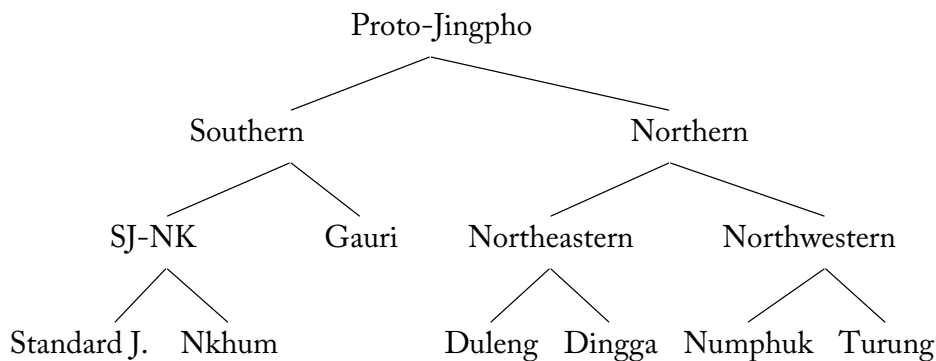 Proto-Jingpho
Southern Northern
SJ-NK Gauri Northeastern Northwestern
Standard J. Nkhum Duleng Dingga Numphuk Turung